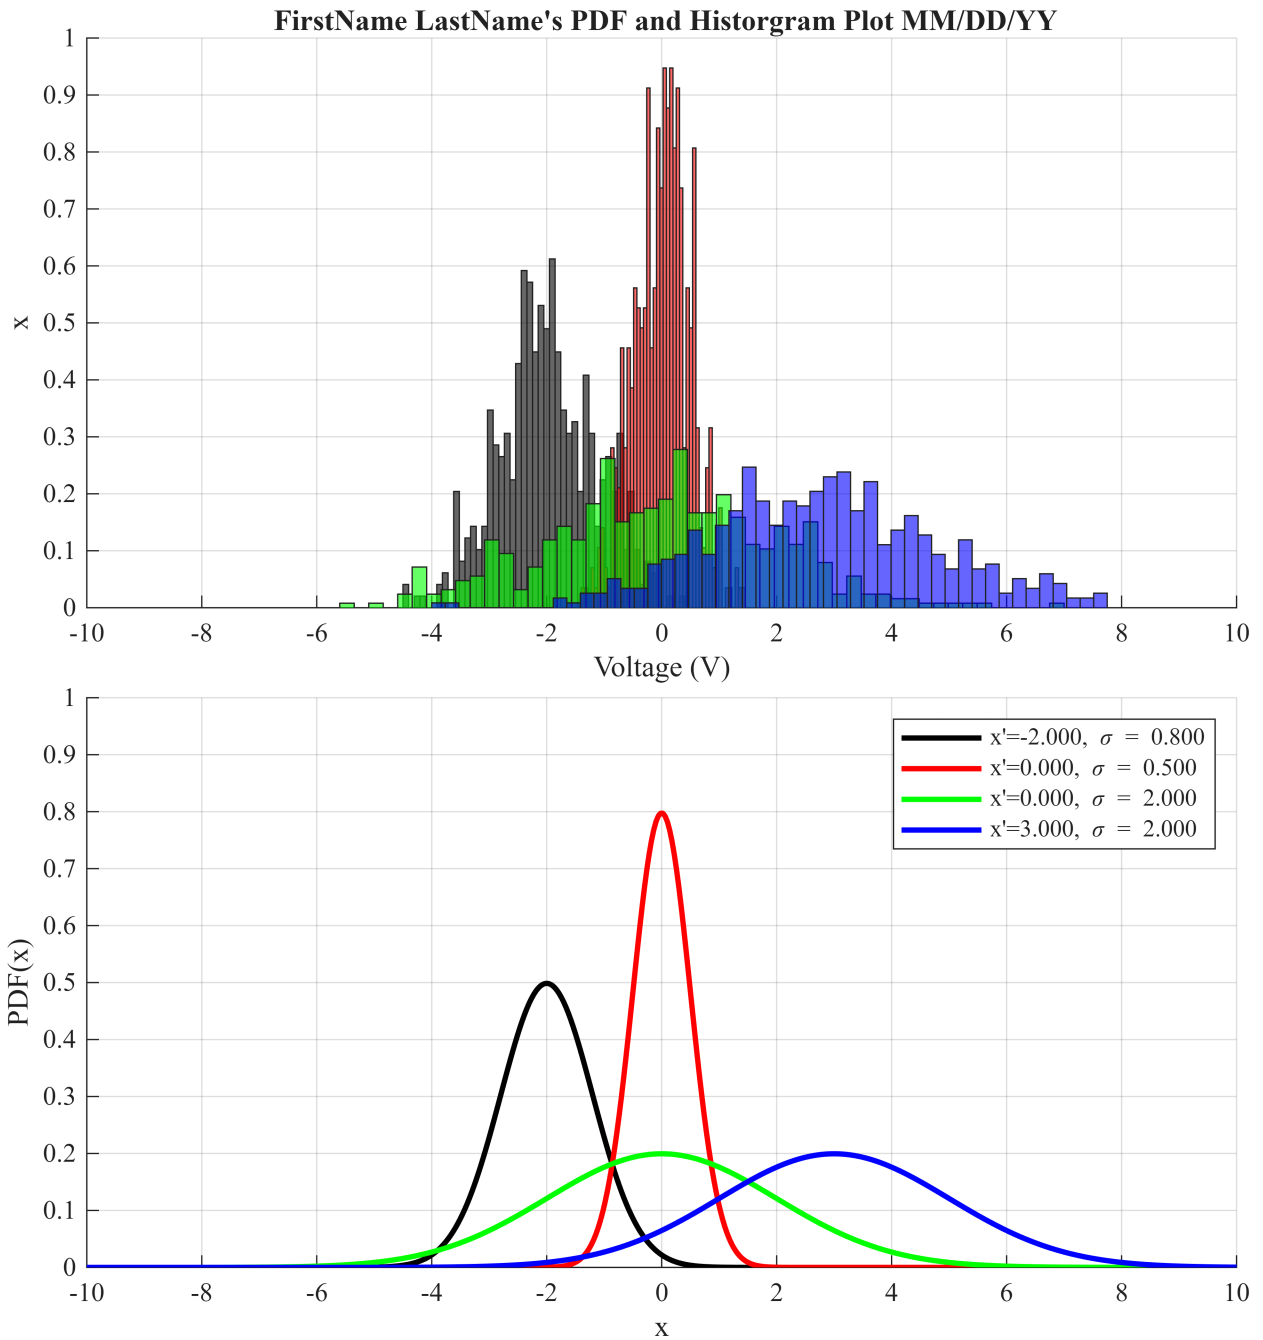 FirstName LastName's PDF and Historgram Plot MM/DD/YY
1
0.9
0.8
0.7
0.6
0.5
0.4
0.3
0.2
0.1
0
x
-10 -8 -6 -4 -2 0 2 4 6 8 10
Voltage (V)
1
0.9
0.8
0.7
0.6
0.5
0.4
0.3
0.2
0.1
0
PDF(x)
x'=-2.000, σ = 0.800
x'=0.000, σ = 0.500
x'=0.000, σ = 2.000
x'=3.000, σ = 2.000
-10 -8 -6 -4 -2 0 2 4 6 8 10
x